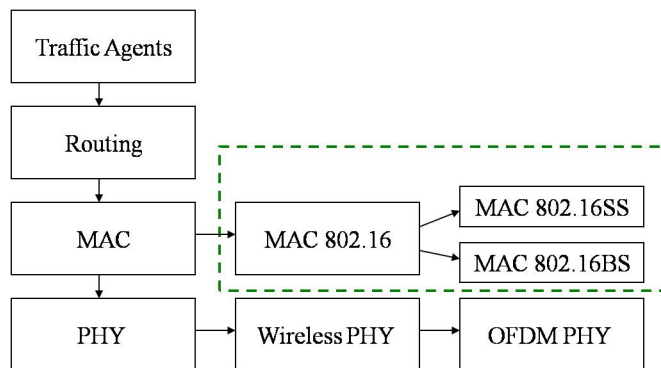 Traffic Agents
Routing
MAC
MAC 802.16
MAC 802.16SS
MAC 802.16BS
PHY
Wireless PHY
OFDM PHY